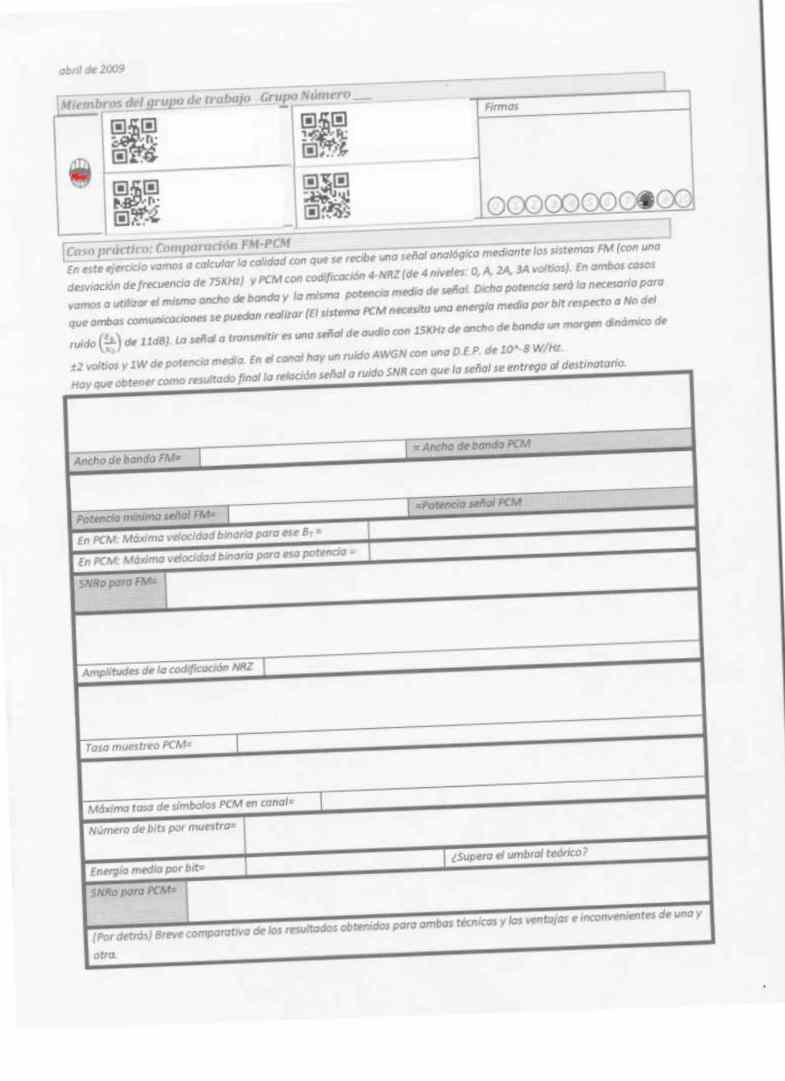 abril de 2009
Miembros del grupo de trabajo Grupo Número ___
Firmas
Caso práctico: Comparación FM-PCM
En este ejercicio vamos a calcular la calidad con que se recibe una señal analógica mediante los sistemas FM (con una
desviación de frecuencia de 75KHz) y PCM con codificación 4-NRZ (de 4 niveles: 0, A, 2A, 3A voltios). En ambos casos
vamos a utilizar el mismo ancho de banda y la misma potencia media de señal. Dicha potencia será la necesaria para
que ambas comunicaciones se puedan realizar (El sistema PCM necesita una energía media por bit respecto a No del
ruido (E_b/N_0) de 11dB). La señal a transmitir es una señal de audio con 15KHz de ancho de banda un margen dinámico de
±2 voltios y 1W de potencia media. En el canal hay un ruido AWGN con una D.E.P. de 10^-8 W/Hz.
Hay que obtener como resultado final la relación señal a ruido SNR con que la señal se entrega al destinatario.
Ancho de banda FM= = Ancho de banda PCM
Potencia mínima señal FM= =Potencia señal PCM
En PCM: Máxima velocidad binaria para ese B_T =
En PCM: Máxima velocidad binaria para esa potencia =
SNRo para FM=
Amplitudes de la codificación NRZ
Tasa muestreo PCM=
Máxima tasa de símbolos PCM en canal=
Número de bits por muestra=
Energía media por bit= ¿Supera el umbral teórico?
SNRo para PCM=
(Por detrás) Breve comparativa de los resultados obtenidos para ambas técnicas y las ventajas e inconvenientes de una y
otra.